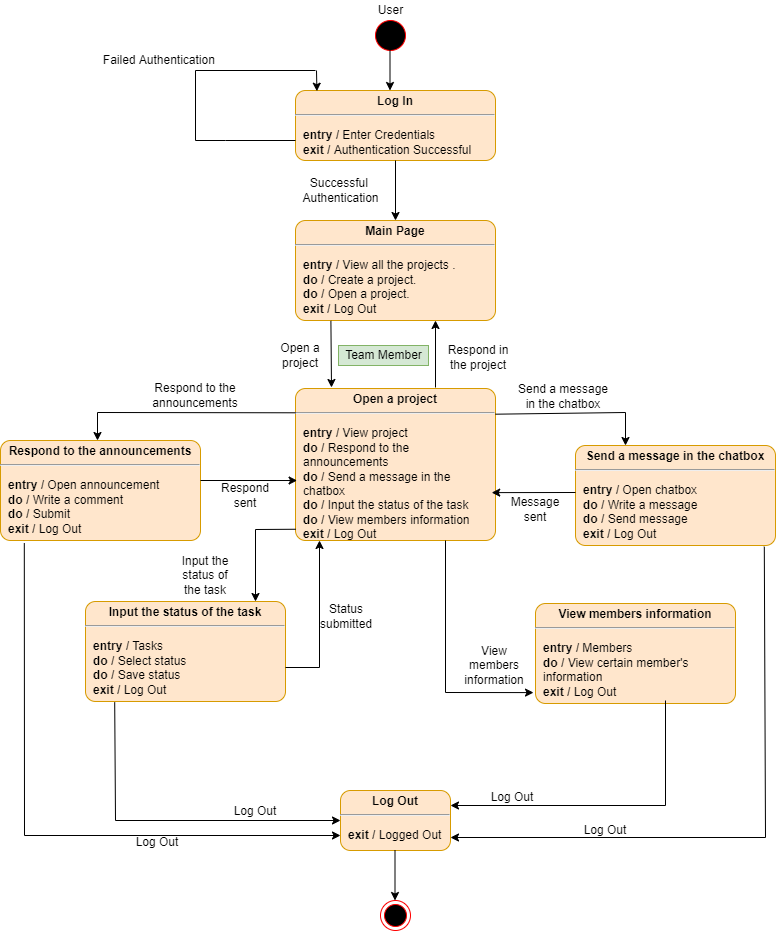 User
Failed Authentication
Log In
entry / Enter Credentials
exit / Authentication Successful
Successful
Authentication
Main Page
entry / View all the projects .
do / Create a project.
do / Open a project.
exit / Log Out
Open a
project
Team Member
Respond in
the project
Respond to the
announcements
Open a project
entry / View project
do / Respond to the
announcements
do / Send a message in the
chatbox
do / Input the status of the task
do / View members information
exit / Log Out
Send a message
in the chatbox
Respond to the announcements
entry / Open announcement
do / Write a comment
do / Submit
exit / Log Out
Respond
sent
Message
sent
Send a message in the chatbox
entry / Open chatbox
do / Write a message
do / Send message
exit / Log Out
Input the
status of
the task
Status
submitted
Input the status of the task
entry / Tasks
do / Select status
do / Save status
exit / Log Out
View
members
information
View members information
entry / Members
do / View certain member's
information
exit / Log Out
Log Out
Log Out
Log Out
exit / Logged Out
Log Out
Log Out